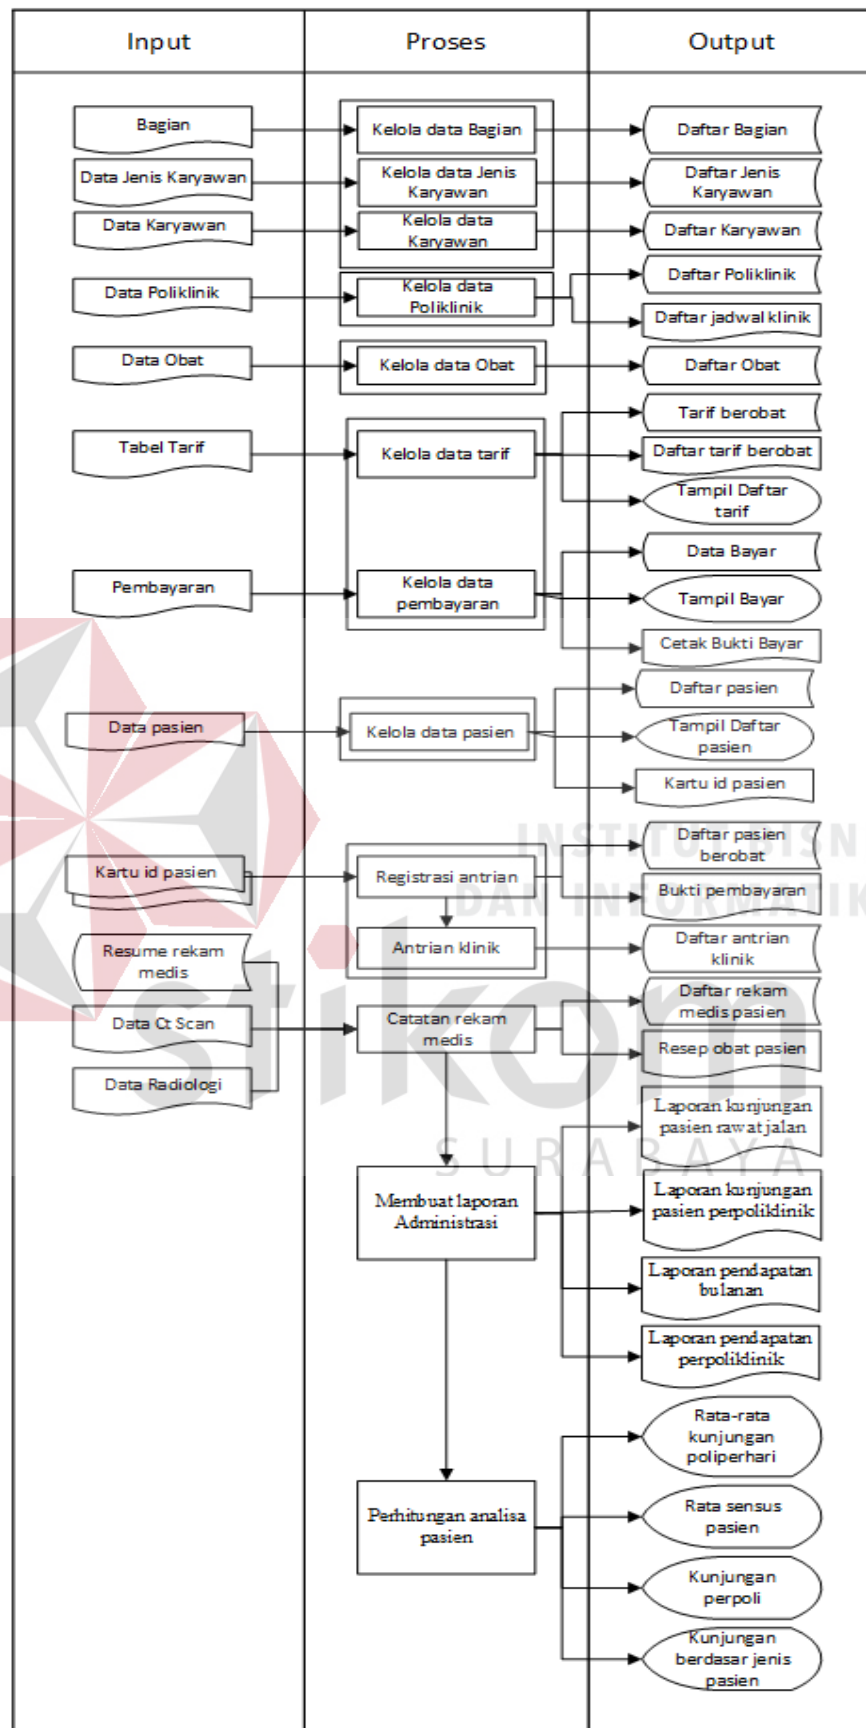 Input
Proses
Output
Bagian
Kelola data Bagian
Daftar Bagian
Data Jenis Karyawan
Kelola data Jenis
Karyawan
Daftar Jenis
Karyawan
Data Karyawan
Kelola data
Karyawan
Daftar Karyawan
Data Poliklinik
Kelola data
Poliklinik
Daftar Poliklinik
Daftar jadwal klinik
Data Obat
Kelola data Obat
Daftar Obat
Tabel Tarif
Kelola data tarif
Tarif berobat
Daftar tarif berobat
Tampil Daftar
tarif
Pembayaran
Kelola data
pembayaran
Data Bayar
Tampil Bayar
Cetak Bukti Bayar
Data pasien
Kelola data pasien
Daftar pasien
Tampil Daftar
pasien
Kartu id pasien
Kartu id pasien
Registrasi antrian
Daftar pasien
berobat
Bukti pembayaran
Antrian klinik
Daftar antrian
klinik
Resume rekam
medis
Data Ct Scan
Data Radiologi
Catatan rekam
medis
Daftar rekam
medis pasien
Resep obat pasien
Membuat laporan
Administrasi
Laporan kunjungan
pasien rawat jalan
Laporan kunjungan
pasien perpoliklinik
Laporan pendapatan
bulanan
Laporan pendapatan
perpoliklinik
Perhitungan analisa
pasien
Rata-rata
kunjungan
poliperhari
Rata sensus
pasien
Kunjungan
perpoli
Kunjungan
berdasar jenis
pasien
INSTITUT BISN
DAN INFORMATIK
stikom
SURABAYA